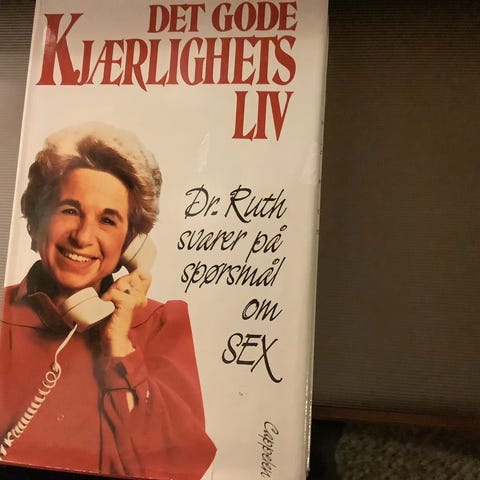 DET GODE
KJÆRLIGHETS
LIV
Dr. Ruth
svarer på
spørsmål
om
SEX
Cappelen